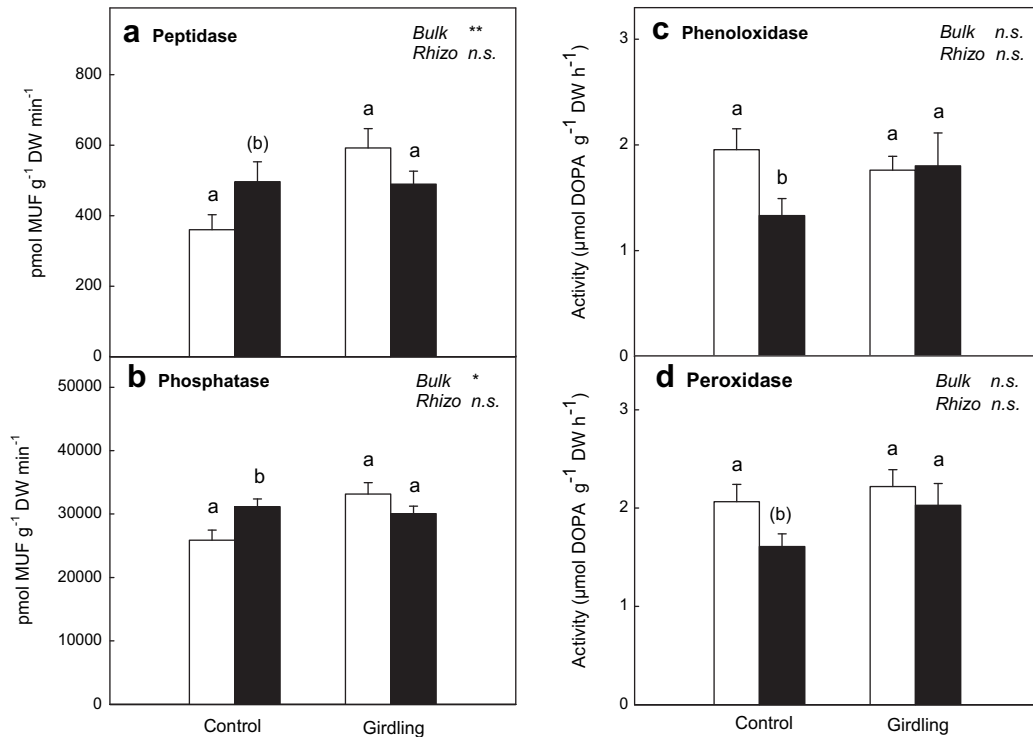 a Peptidase
Bulk **
Rhizo n.s.
800
600
400
200
0
pmol MUF g⁻¹ DW min⁻¹
a
(b)
a
a
b Phosphatase
Bulk *
Rhizo n.s.
50000
40000
30000
20000
10000
0
pmol MUF g⁻¹ DW min⁻¹
a
b
a
a
Control
Girdling
c Phenoloxidase
Bulk n.s.
Rhizo n.s.
3
2
1
0
Activity (µmol DOPA g⁻¹ DW h⁻¹)
a
b
a
a
d Peroxidase
Bulk n.s.
Rhizo n.s.
3
2
1
0
Activity (µmol DOPA g⁻¹ DW h⁻¹)
a
(b)
a
a
Control
Girdling